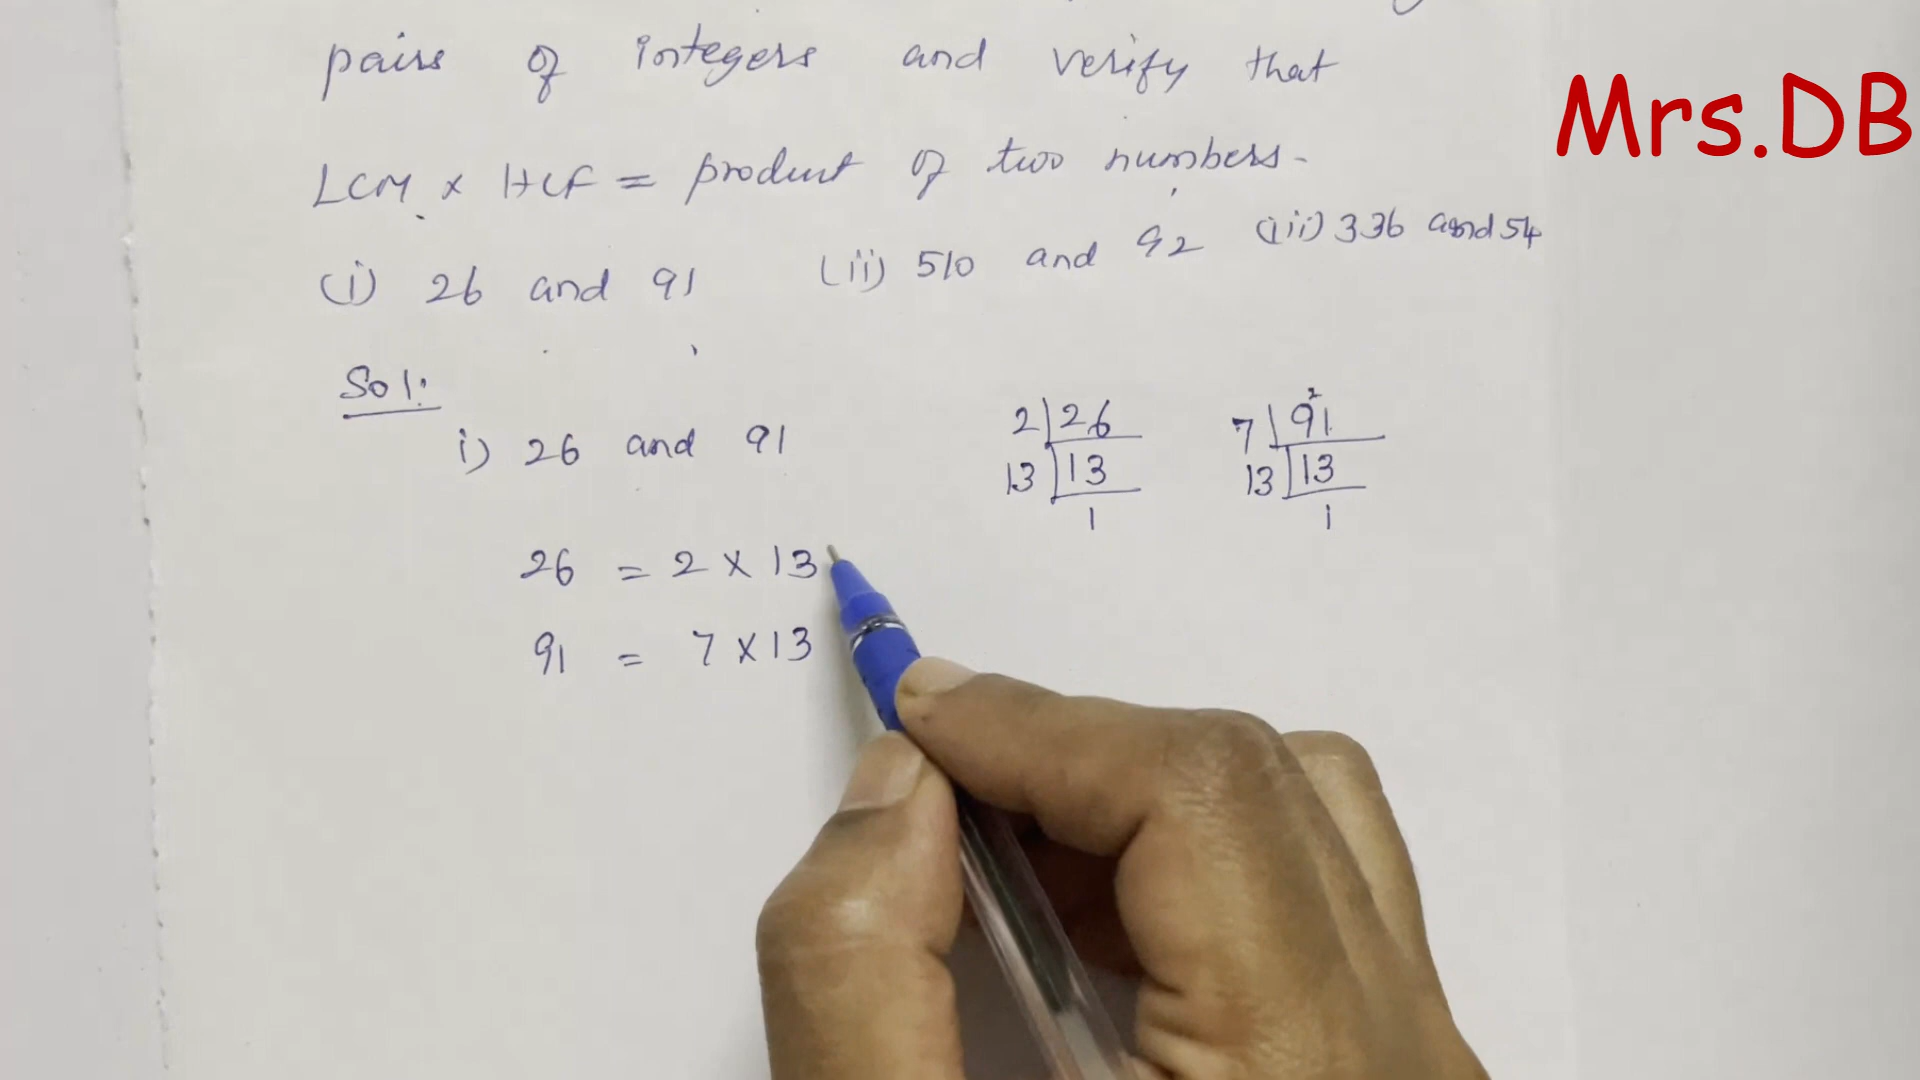 pairs of integers and verify that
Mrs.DB
LCM x HCF = product of two numbers.
(i) 26 and 91 (ii) 510 and 92 (iii) 336 and 54
Sol:
i) 26 and 91
2 26
13 13
1
7 91
13 13
1
26 = 2 x 13
91 = 7 x 13